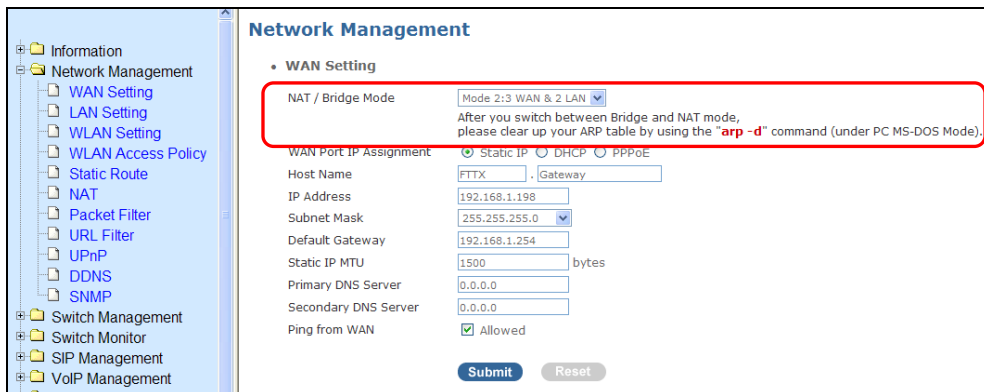 Information
Network Management
WAN Setting
LAN Setting
WLAN Setting
WLAN Access Policy
Static Route
NAT
Packet Filter
URL Filter
UPnP
DDNS
SNMP
Switch Management
Switch Monitor
SIP Management
VoIP Management
Network Management
• WAN Setting
NAT / Bridge Mode Mode 2:3 WAN & 2 LAN
After you switch between Bridge and NAT mode,
please clear up your ARP table by using the "arp -d" command (under PC MS-DOS Mode).
WAN Port IP Assignment Static IP DHCP PPPoE
Host Name FTTX . Gateway
IP Address 192.168.1.198
Subnet Mask 255.255.255.0
Default Gateway 192.168.1.254
Static IP MTU 1500 bytes
Primary DNS Server 0.0.0.0
Secondary DNS Server 0.0.0.0
Ping from WAN Allowed
Submit Reset